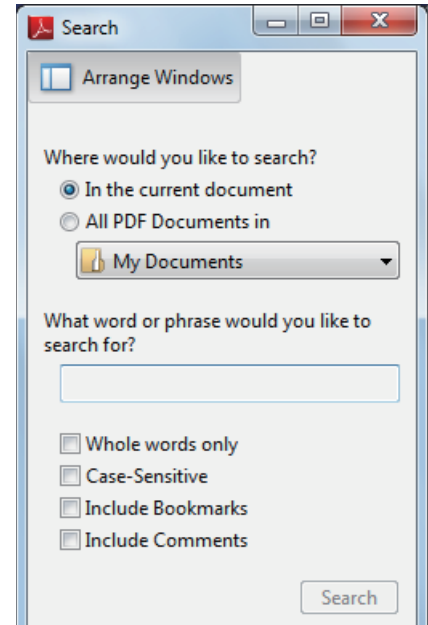 Search
Arrange Windows
Where would you like to search?
In the current document
All PDF Documents in
My Documents
What word or phrase would you like to
search for?
Whole words only
Case-Sensitive
Include Bookmarks
Include Comments
Search